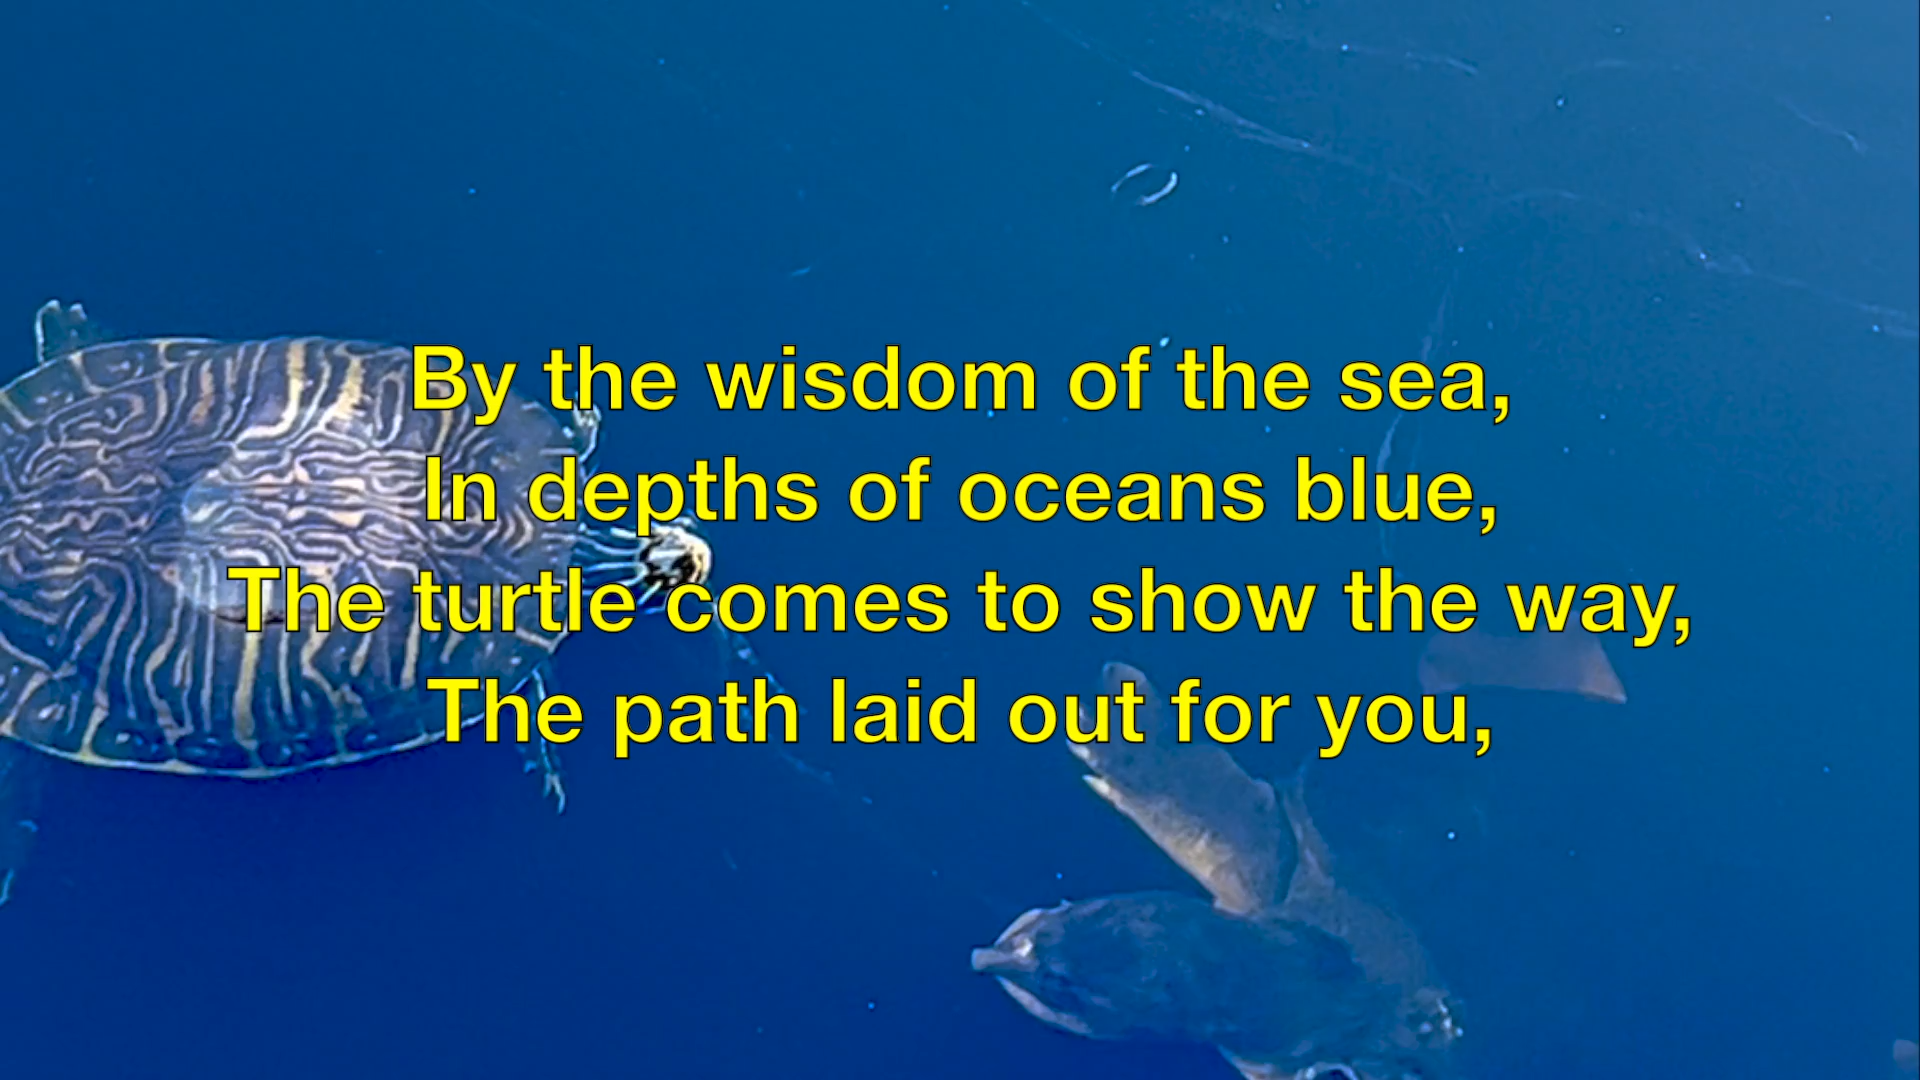 By the wisdom of the sea,
In depths of oceans blue,
The turtle comes to show the way,
The path laid out for you,